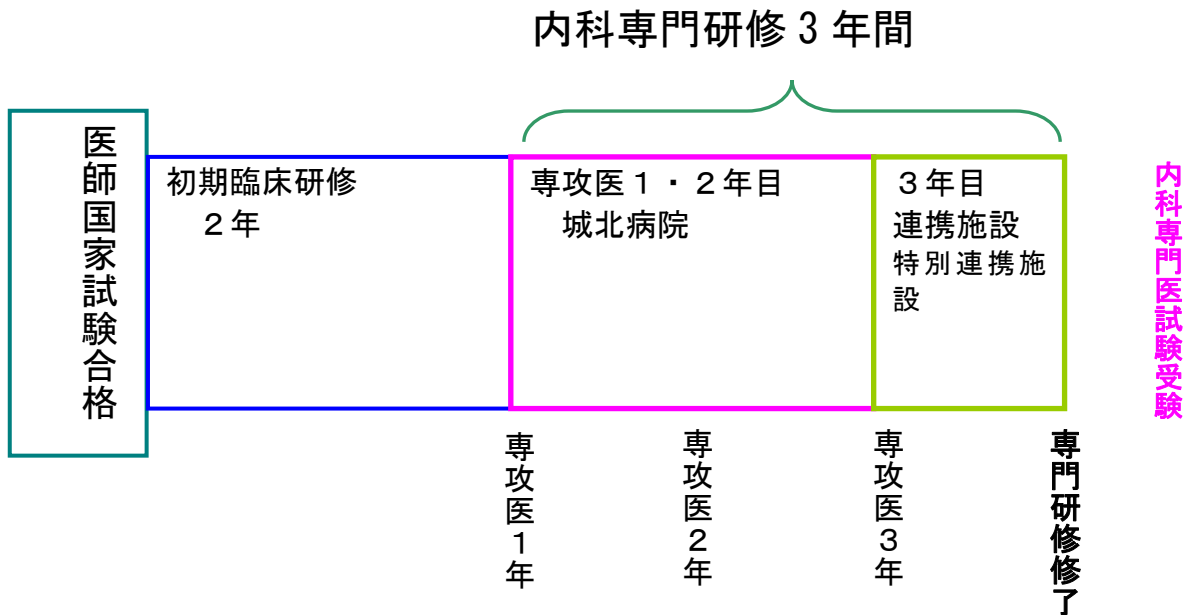 内科専門研修３年間
医師国家試験合格
初期臨床研修
２年
専攻医１・２年目
城北病院
３年目
連携施設
特別連携施
設
内科専門医試験受験
専攻医１年
専攻医２年
専攻医３年
専門研修修了